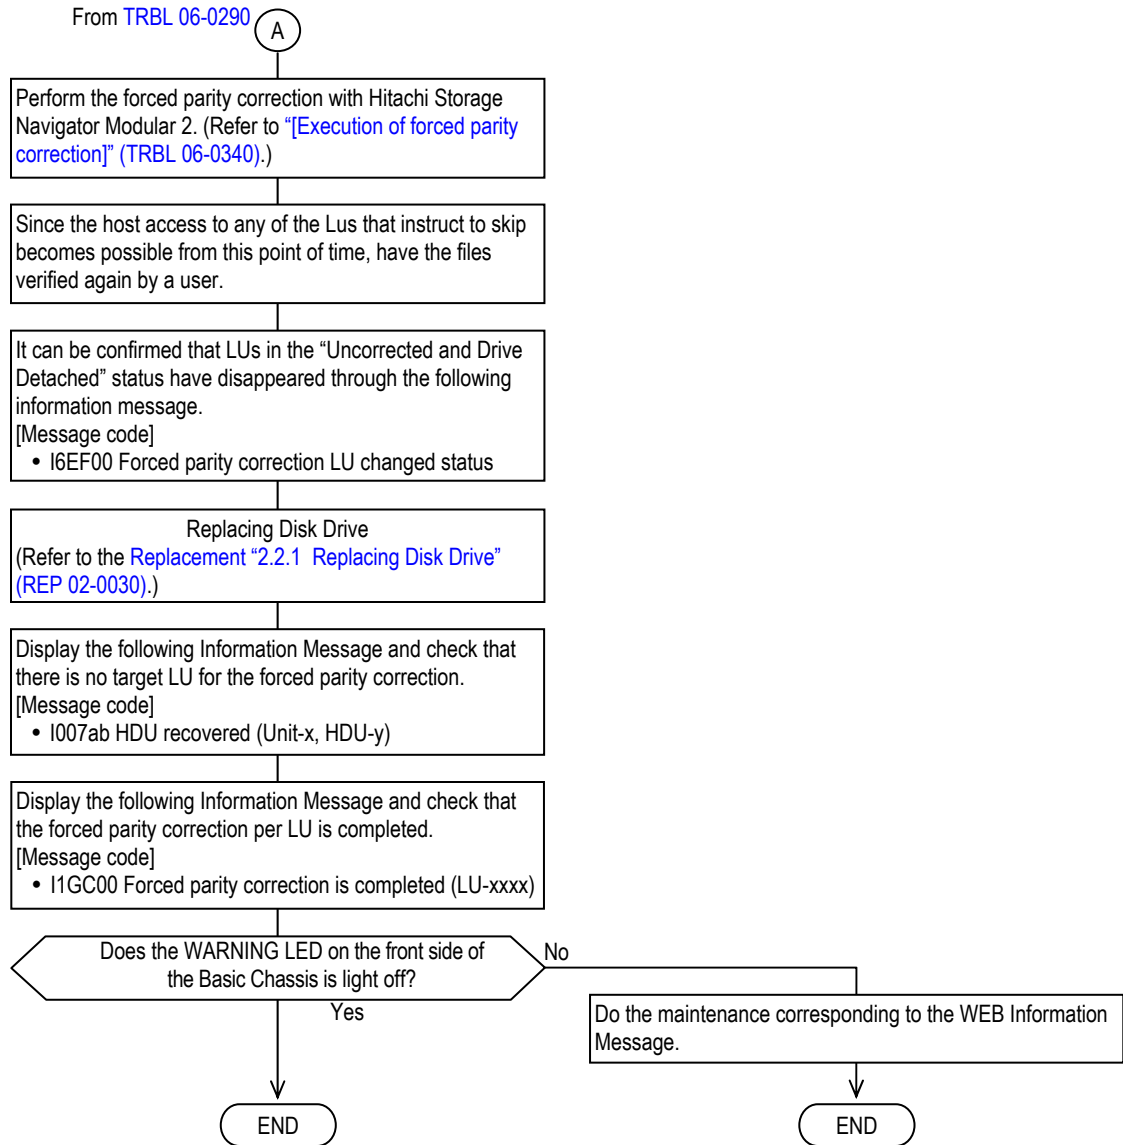 From TRBL 06-0290
A
Perform the forced parity correction with Hitachi Storage
Navigator Modular 2. (Refer to “[Execution of forced parity
correction]” (TRBL 06-0340).)
Since the host access to any of the Lus that instruct to skip
becomes possible from this point of time, have the files
verified again by a user.
It can be confirmed that LUs in the “Uncorrected and Drive
Detached” status have disappeared through the following
information message.
[Message code]
• I6EF00 Forced parity correction LU changed status
Replacing Disk Drive
(Refer to the Replacement “2.2.1 Replacing Disk Drive”
(REP 02-0030).)
Display the following Information Message and check that
there is no target LU for the forced parity correction.
[Message code]
• I007ab HDU recovered (Unit-x, HDU-y)
Display the following Information Message and check that
the forced parity correction per LU is completed.
[Message code]
• I1GC00 Forced parity correction is completed (LU-xxxx)
Does the WARNING LED on the front side of
the Basic Chassis is light off?
No
Yes
Do the maintenance corresponding to the WEB Information
Message.
END
END